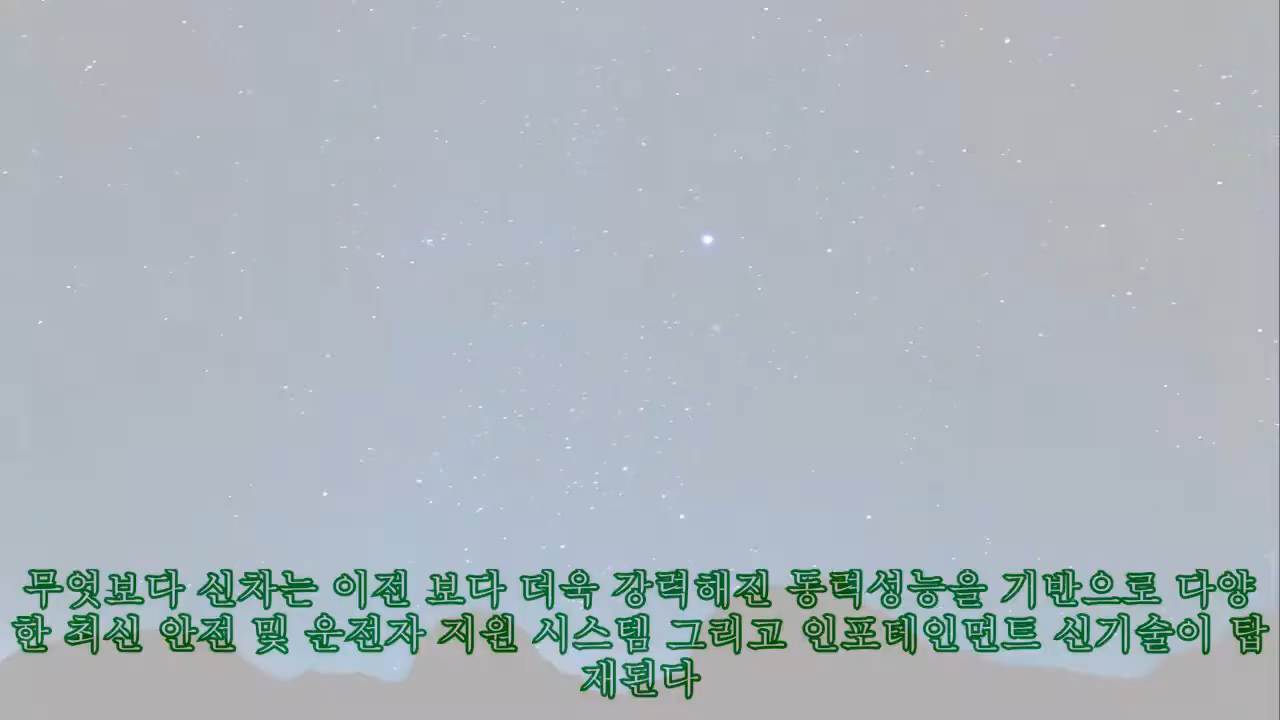 무엇보다 신차는 이전 보다 더욱 강력해진 동력성능을 기반으로 다양
한 최신 안전 및 운전자 지원 시스템 그리고 인포테인먼트 신기술이 탑
재된다